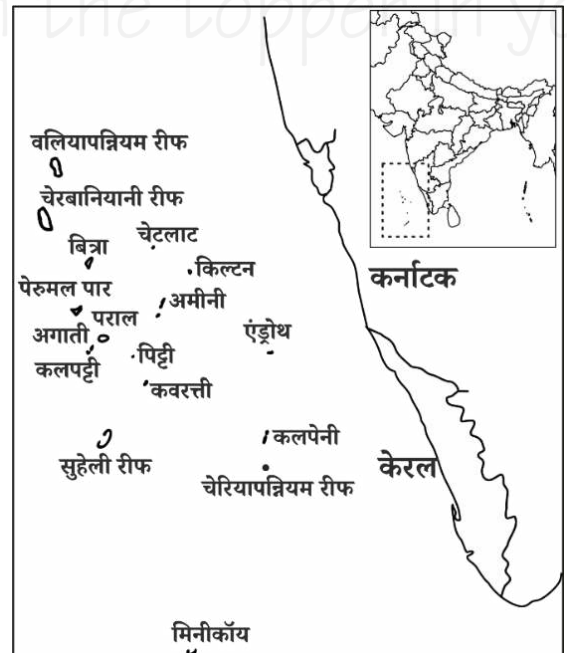 वलियापन्नियम रीफ
चेरबानियानी रीफ
बित्रा
चेटलाट
किल्टन
कर्नाटक
पेरुमल पार
अमीनी
पराल
एंड्रोथ
अगाती
पिट्टी
कलपट्टी
कवरत्ती
कलपेनी
सुहेली रीफ
केरल
चेरियापन्नियम रीफ
मिनीकॉय